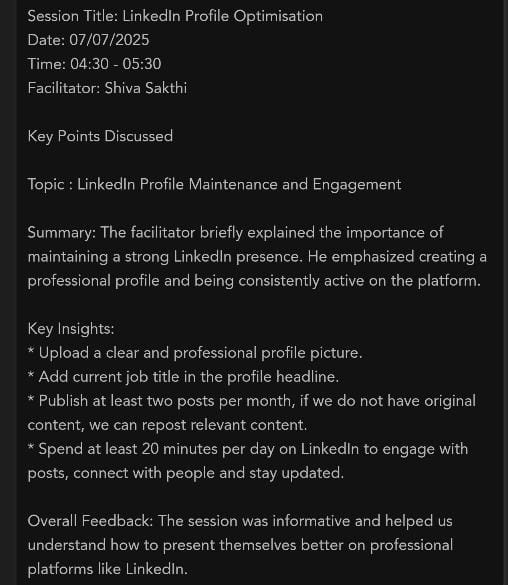 Session Title: LinkedIn Profile Optimisation
Date: 07/07/2025
Time: 04:30 - 05:30
Facilitator: Shiva Sakthi
Key Points Discussed
Topic : LinkedIn Profile Maintenance and Engagement
Summary: The facilitator briefly explained the importance of
maintaining a strong LinkedIn presence. He emphasized creating a
professional profile and being consistently active on the platform.
Key Insights:
* Upload a clear and professional profile picture.
* Add current job title in the profile headline.
* Publish at least two posts per month, if we do not have original
content, we can repost relevant content.
* Spend at least 20 minutes per day on LinkedIn to engage with
posts, connect with people and stay updated.
Overall Feedback: The session was informative and helped us
understand how to present themselves better on professional
platforms like LinkedIn.